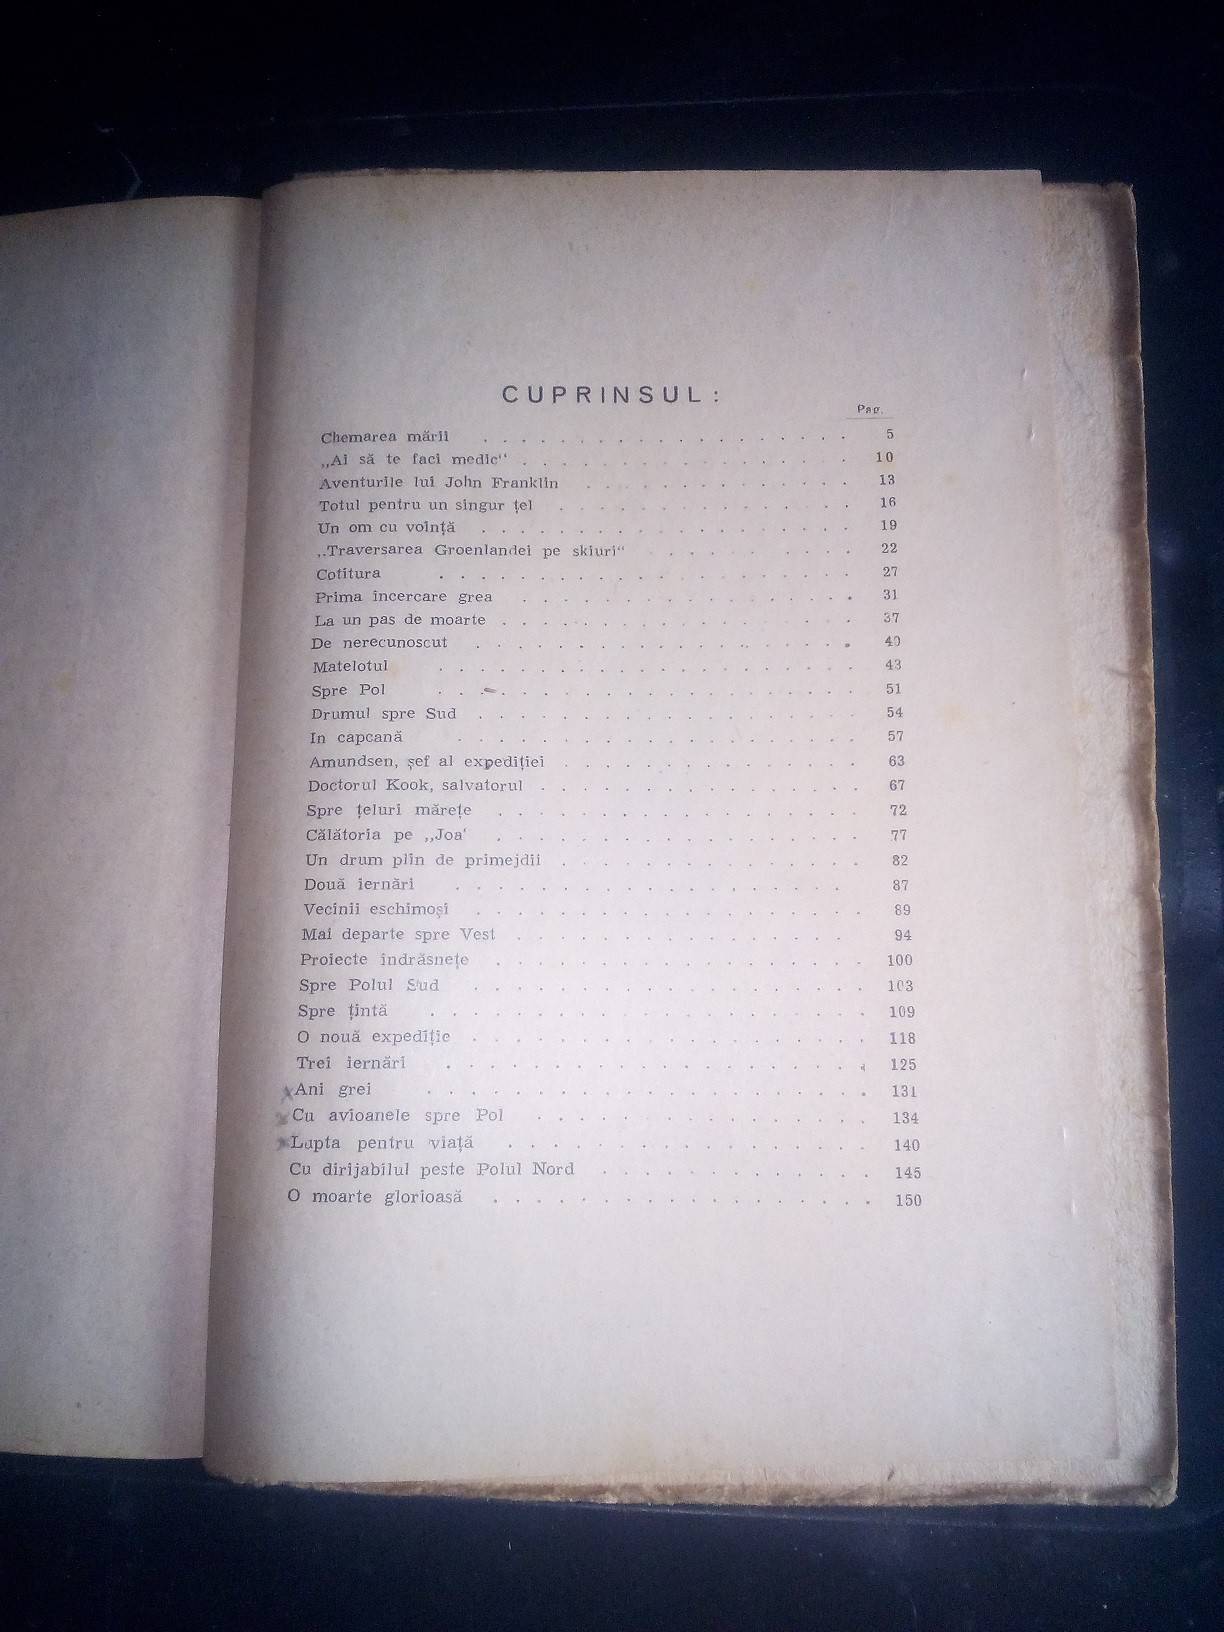 CUPRINSUL:
Pag.
Chemarea mării . . . . . . . . . . . . . . . . . . 5
„Ai să te faci medic“ . . . . . . . . . . . . . . . . 10
Aventurile lui John Franklin . . . . . . . . . . . . . 13
Totul pentru un singur țel . . . . . . . . . . . . . . 16
Un om cu voință . . . . . . . . . . . . . . . . . . 19
„Traversarea Groenlandei pe skiuri“ . . . . . . . . . . 22
Cotitura . . . . . . . . . . . . . . . . . . . . 27
Prima încercare grea . . . . . . . . . . . . . . . . 31
La un pas de moarte . . . . . . . . . . . . . . . . 37
De nerecunoscut . . . . . . . . . . . . . . . . . . 40
Matelotul . . . . . . . . . . . . . . . . . . . . 43
Spre Pol . . . . . . . . . . . . . . . . . . . . 51
Drumul spre Sud . . . . . . . . . . . . . . . . . . 54
In capcană . . . . . . . . . . . . . . . . . . . 57
Amundsen, șef al expediției . . . . . . . . . . . . . . 63
Doctorul Kook, salvatorul . . . . . . . . . . . . . . . 67
Spre țeluri mărețe . . . . . . . . . . . . . . . . . 72
Călătoria pe „Joa‘ . . . . . . . . . . . . . . . . . 77
Un drum plin de primejdii . . . . . . . . . . . . . . 82
Două iernări . . . . . . . . . . . . . . . . . . 87
Vecinii eschimoși . . . . . . . . . . . . . . . . . . 89
Mai departe spre Vest . . . . . . . . . . . . . . . 94
Proiecte îndrăsnețe . . . . . . . . . . . . . . . . . 100
Spre Polul Sud . . . . . . . . . . . . . . . . . . 103
Spre țintă . . . . . . . . . . . . . . . . . . . . 109
O nouă expediție . . . . . . . . . . . . . . . . . . 118
Trei iernări . . . . . . . . . . . . . . . . . . . 125
Ani grei . . . . . . . . . . . . . . . . . . . . 131
Cu avioanele spre Pol . . . . . . . . . . . . . . . 134
Lupta pentru viață . . . . . . . . . . . . . . . . . 140
Cu dirijabilul peste Polul Nord . . . . . . . . . . . . . 145
O moarte glorioasă . . . . . . . . . . . . . . . . . 150